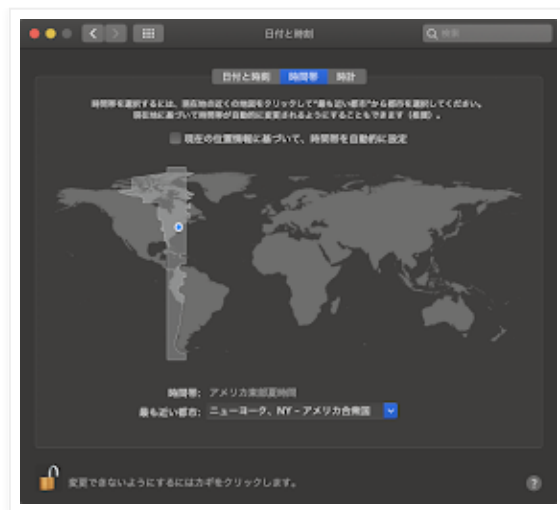 日付と時刻
検索
日付と時刻 時間帯 時計
時間帯を選択するには、現在地の近くの地図をクリックして"最も近い都市"から都市を選択してください。
現在地に基づいて時間帯が自動的に変更されるようにすることもできます（推奨）。
現在の位置情報に基づいて、時間帯を自動的に設定
時間帯: アメリカ東部夏時間
最も近い都市: ニューヨーク、NY – アメリカ合衆国
変更できないようにするにはカギをクリックします。
?